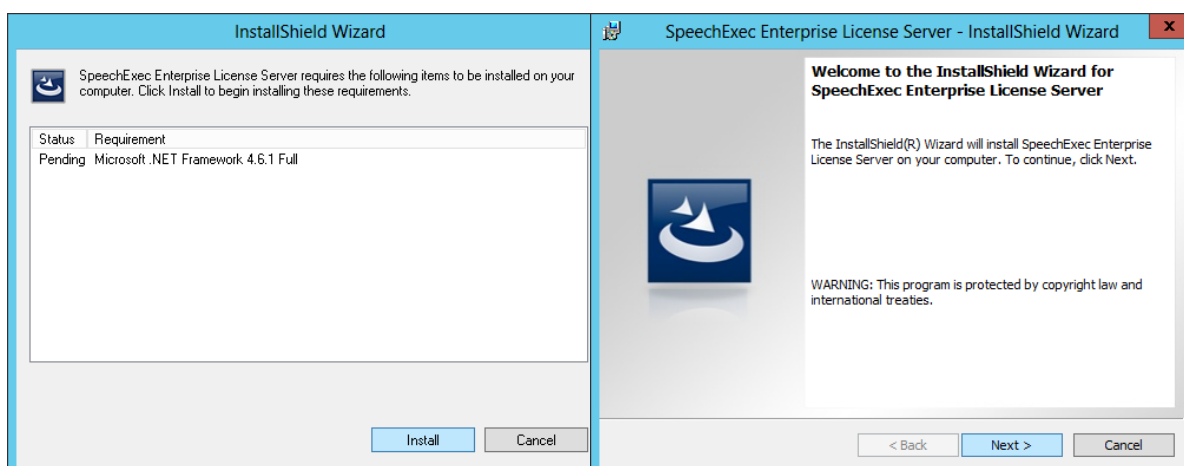 InstallShield Wizard
SpeechExec Enterprise License Server requires the following items to be installed on your
computer. Click Install to begin installing these requirements.
Status Requirement
Pending Microsoft .NET Framework 4.6.1 Full
Install Cancel
SpeechExec Enterprise License Server - InstallShield Wizard
Welcome to the InstallShield Wizard for
SpeechExec Enterprise License Server
The InstallShield(R) Wizard will install SpeechExec Enterprise
License Server on your computer. To continue, click Next.
WARNING: This program is protected by copyright law and
international treaties.
< Back Next > Cancel